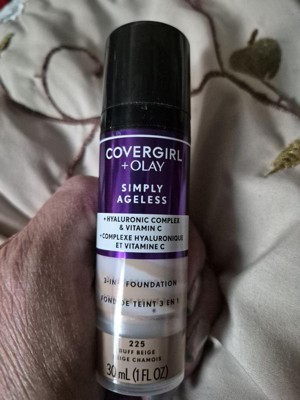 COVERGIRL
+ OLAY
SIMPLY
AGELESS
+ HYALURONIC COMPLEX
& VITAMIN C
+ COMPLEXE HYALURONIQUE
ET VITAMINE C
3-IN-1 FOUNDATION
FOND DE TEINT 3 EN 1
225
BUFF BEIGE
BEIGE CHAMOIS
30 mL (1 FL OZ)